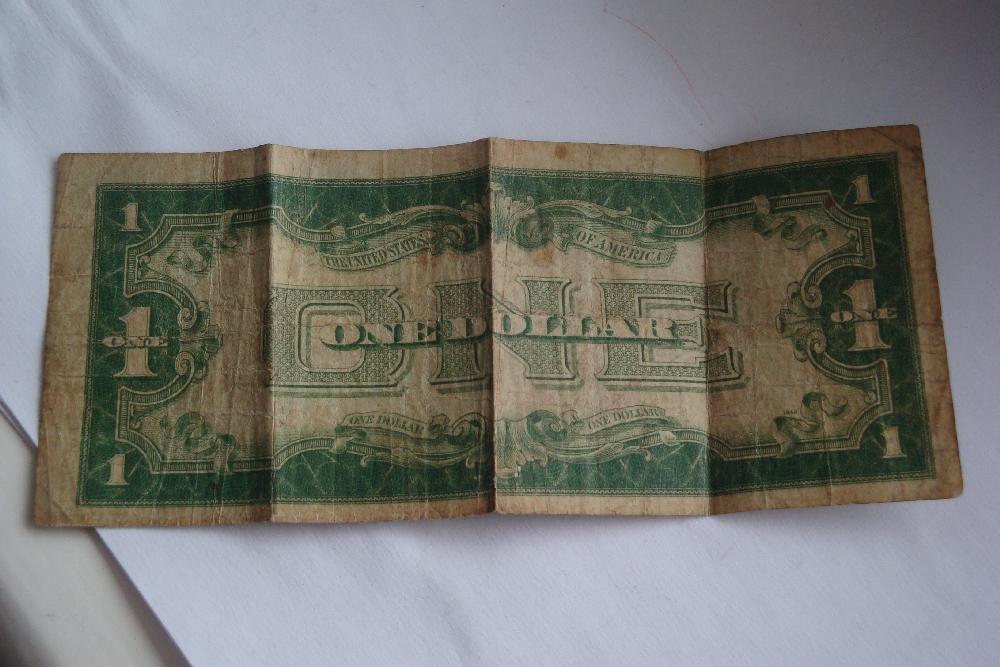 1 1
THE UNITED STATES OF AMERICA
ONE
1 ONE ONE DOLLAR 1 ONE
ONE DOLLAR ONE DOLLAR
1 1